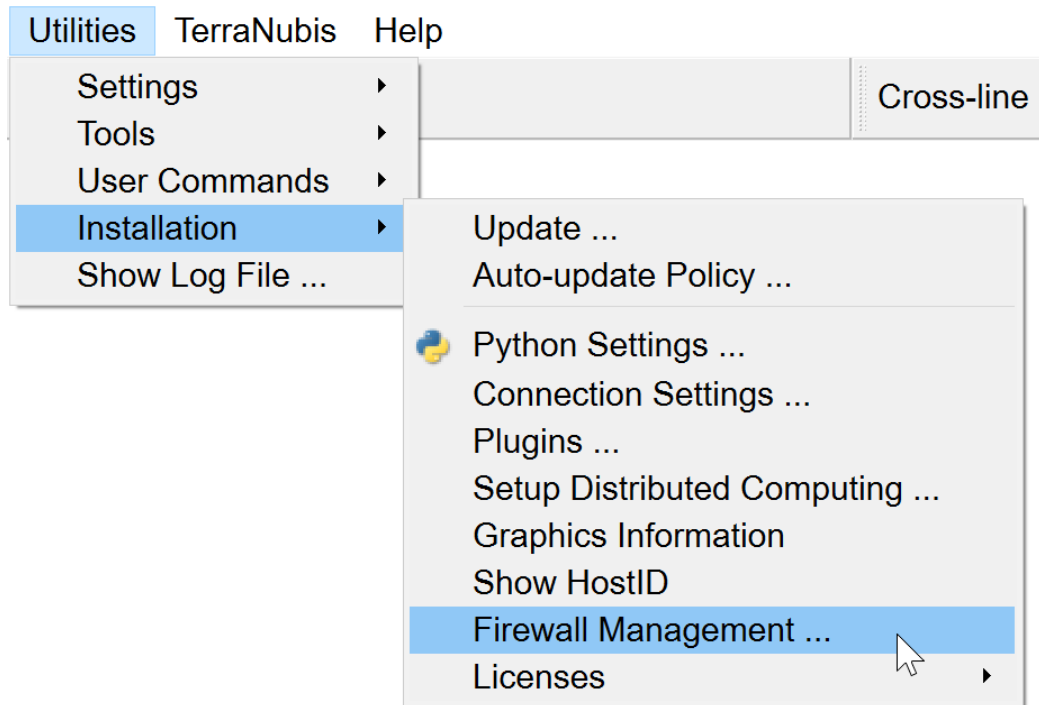 Utilities TerraNubis Help
Settings
Cross-line
Tools
User Commands
Installation
Update ...
Show Log File ...
Auto-update Policy ...
Python Settings ...
Connection Settings ...
Plugins ...
Setup Distributed Computing ...
Graphics Information
Show HostID
Firewall Management ...
Licenses